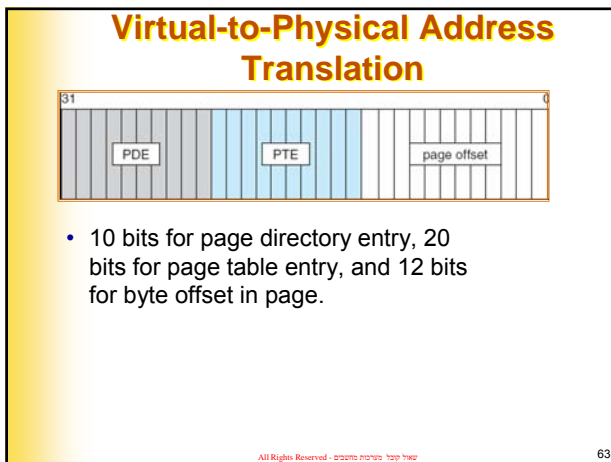 Virtual-to-Physical Address
Translation
31 0
PDE PTE page offset
• 10 bits for page directory entry, 20
bits for page table entry, and 12 bits
for byte offset in page.
All Rights Reserved - שאול קובל מערכות מחשבים
63